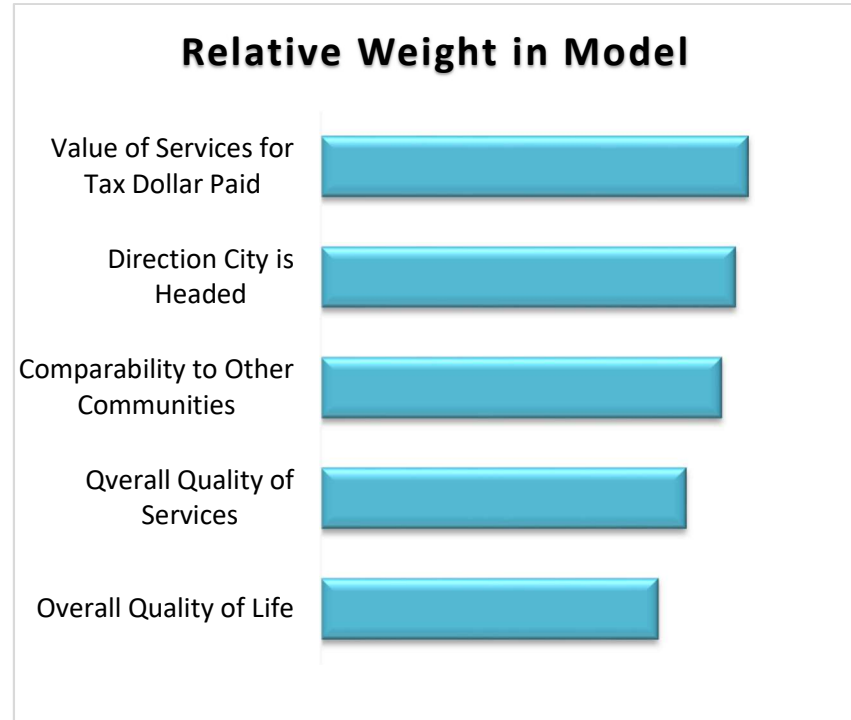 Relative Weight in Model
Value of Services for
Tax Dollar Paid
Direction City is
Headed
Comparability to Other
Communities
Qverall Quality of
Services
Overall Quality of Life